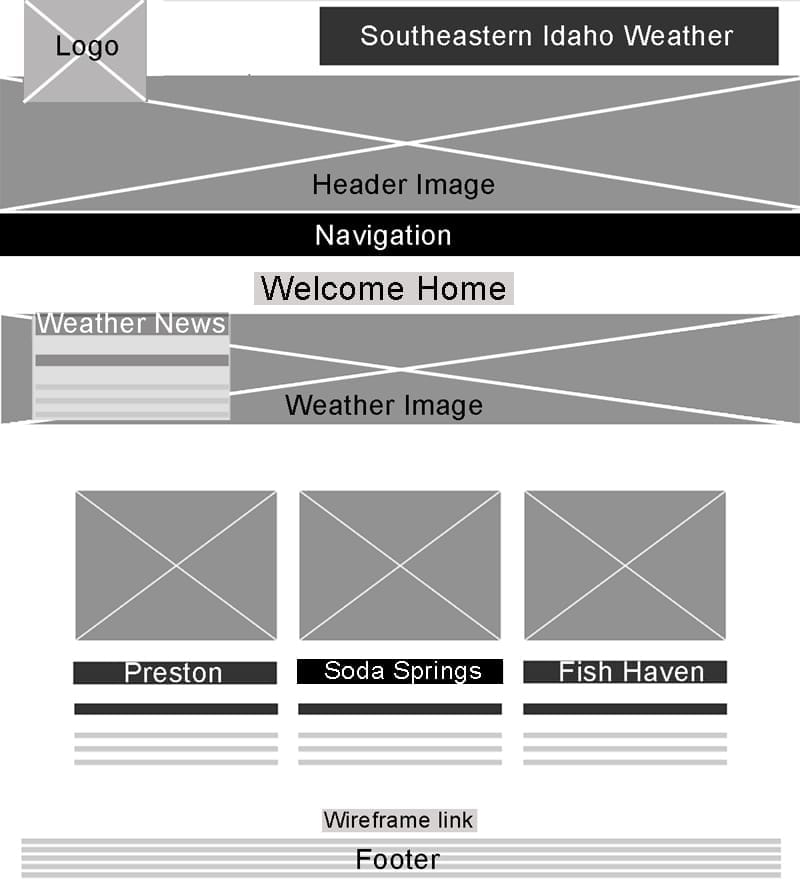 Logo
Southeastern Idaho Weather
Header Image
Navigation
Welcome Home
Weather News
Weather Image
Preston
Soda Springs
Fish Haven
Wireframe link
Footer